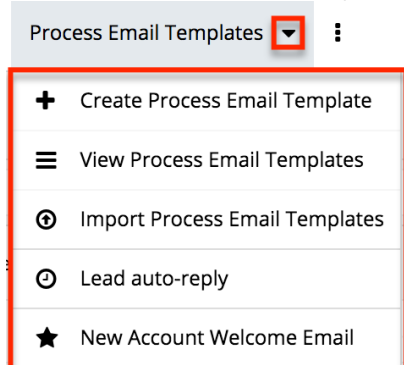 Process Email Templates
Create Process Email Template
View Process Email Templates
Import Process Email Templates
Lead auto-reply
New Account Welcome Email